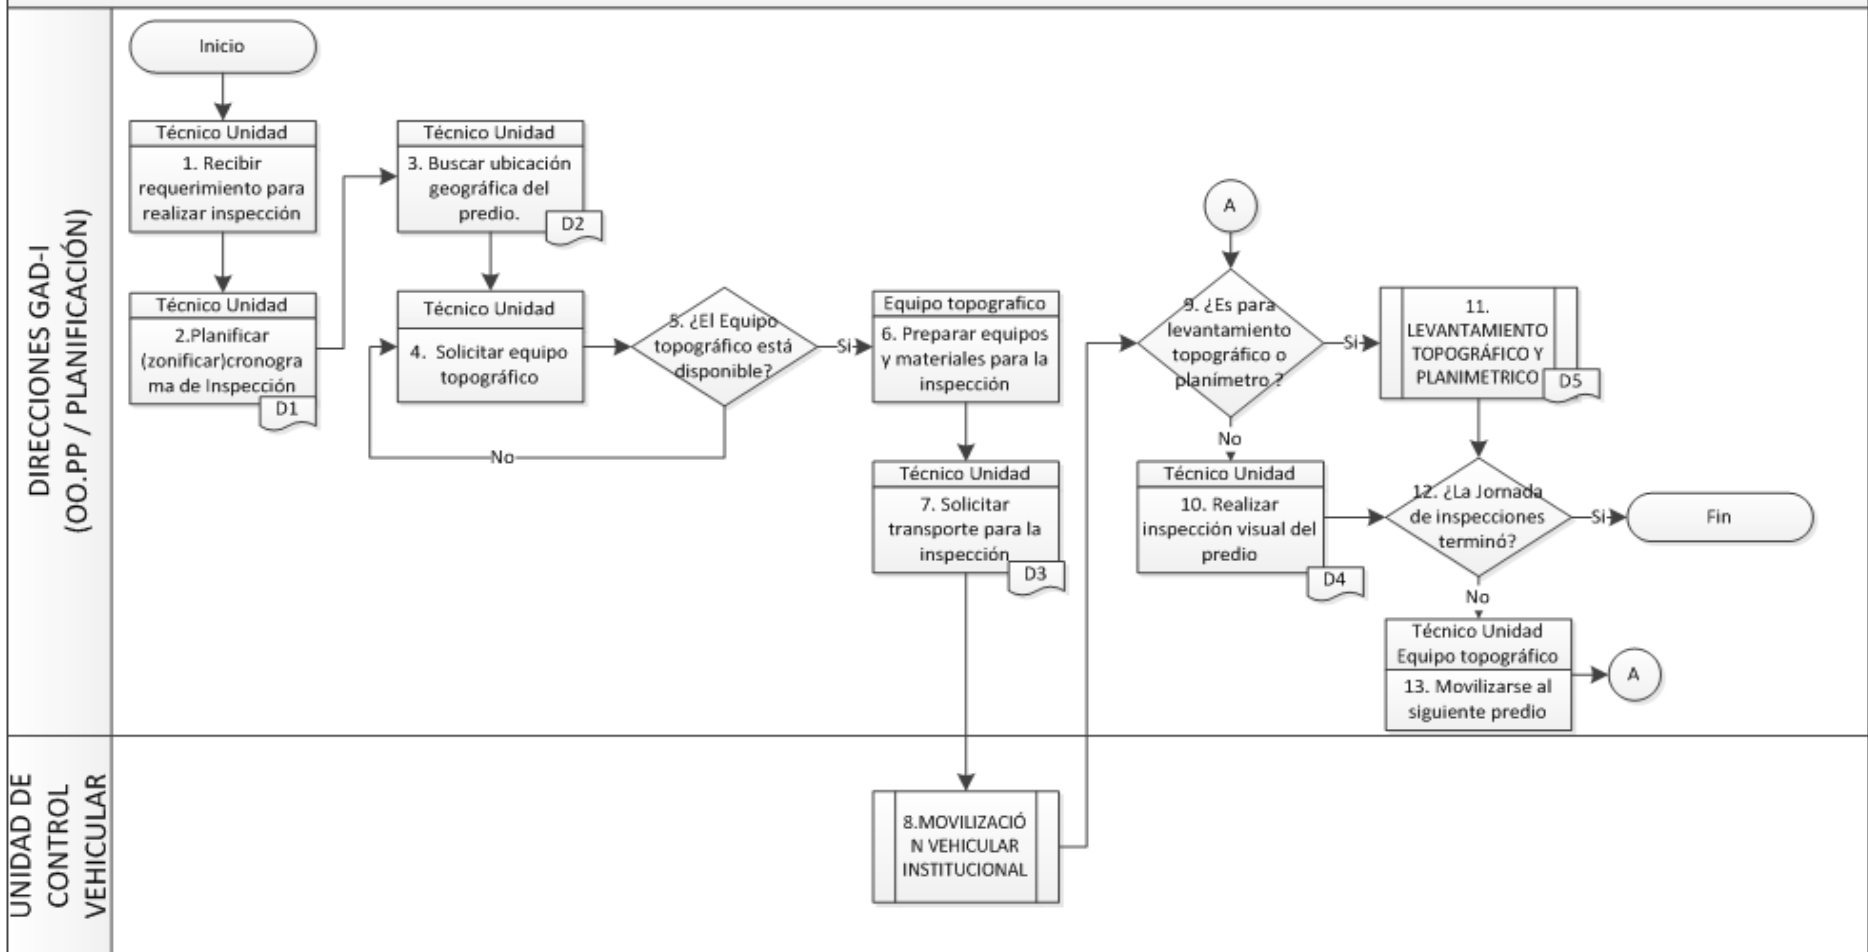 DIRECCIONES GAD-I
(OO.PP / PLANIFICACIÓN)
Inicio
Técnico Unidad
1. Recibir
requerimiento para
realizar inspección
Técnico Unidad
2.Planificar
(zonificar)cronogra
ma de Inspección
D1
Técnico Unidad
3. Buscar ubicación
geográfica del
predio.
D2
Técnico Unidad
4. Solicitar equipo
topográfico
5. ¿El Equipo
topográfico está
disponible?
Si
No
Equipo topografico
6. Preparar equipos
y materiales para la
inspección
Técnico Unidad
7. Solicitar
transporte para la
inspección
D3
A
9. ¿Es para
levantamiento
topográfico o
planímetro ?
Si
No
Técnico Unidad
10. Realizar
inspección visual del
predio
D4
11.
LEVANTAMIENTO
TOPOGRÁFICO Y
PLANIMETRICO
D5
12. ¿La Jornada
de inspecciones
terminó?
Si
Fin
No
Técnico Unidad
Equipo topográfico
13. Movilizarse al
siguiente predio
A
UNIDAD DE
CONTROL
VEHICULAR
8.MOVILIZACIÓ
N VEHICULAR
INSTITUCIONAL